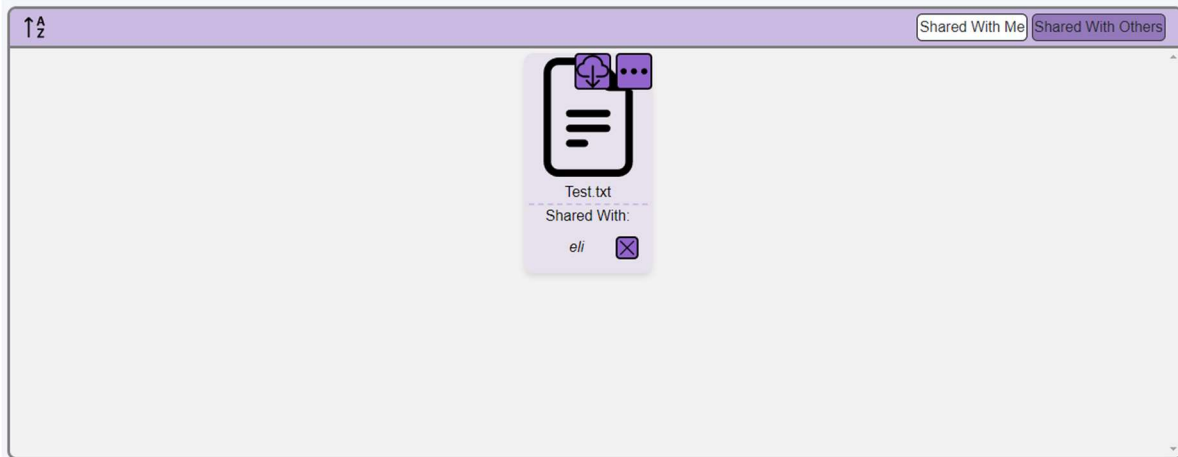 A
Z
Shared With Me
Shared With Others
Test.txt
Shared With:
eli